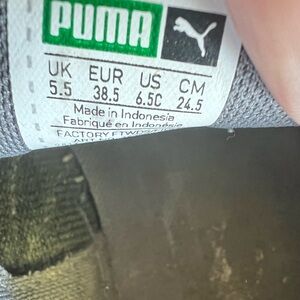 PUMA
UK EUR US CM
5.5 38.5 6.5C 24.5
Made in Indonesia
Fabriqué en Indonésie
FACTORY